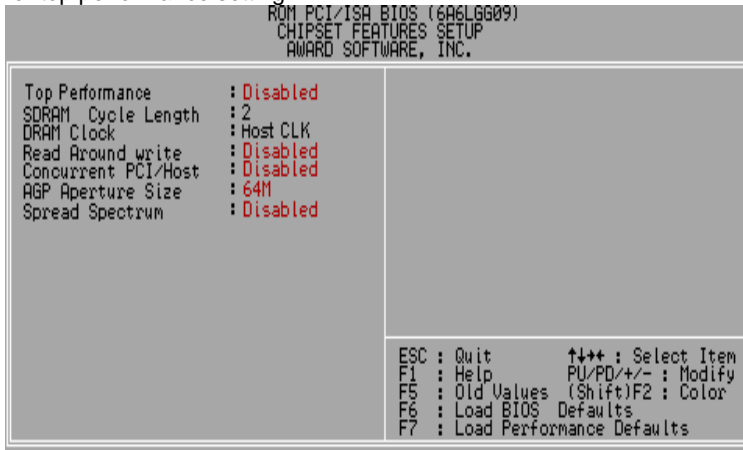 ROM PCI/ISA BIOS (6A6LGG09)
CHIPSET FEATURES SETUP
AWARD SOFTWARE, INC.
Top Performance : Disabled
SDRAM Cycle Length : 2
DRAM Clock : Host CLK
Read Around write : Disabled
Concurrent PCI/Host : Disabled
AGP Aperture Size : 64M
Spread Spectrum : Disabled
ESC : Quit ↑↓→← : Select Item
F1 : Help PU/PD/+/- : Modify
F5 : Old Values (Shift)F2 : Color
F6 : Load BIOS Defaults
F7 : Load Performance Defaults